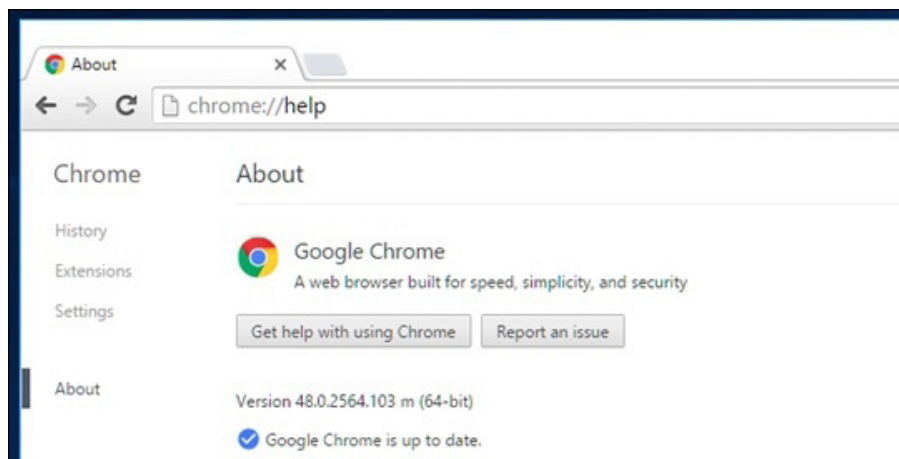 About
chrome://help
Chrome
History
Extensions
Settings
About
About
Google Chrome
A web browser built for speed, simplicity, and security
Get help with using Chrome
Report an issue
Version 48.0.2564.103 m (64-bit)
Google Chrome is up to date.